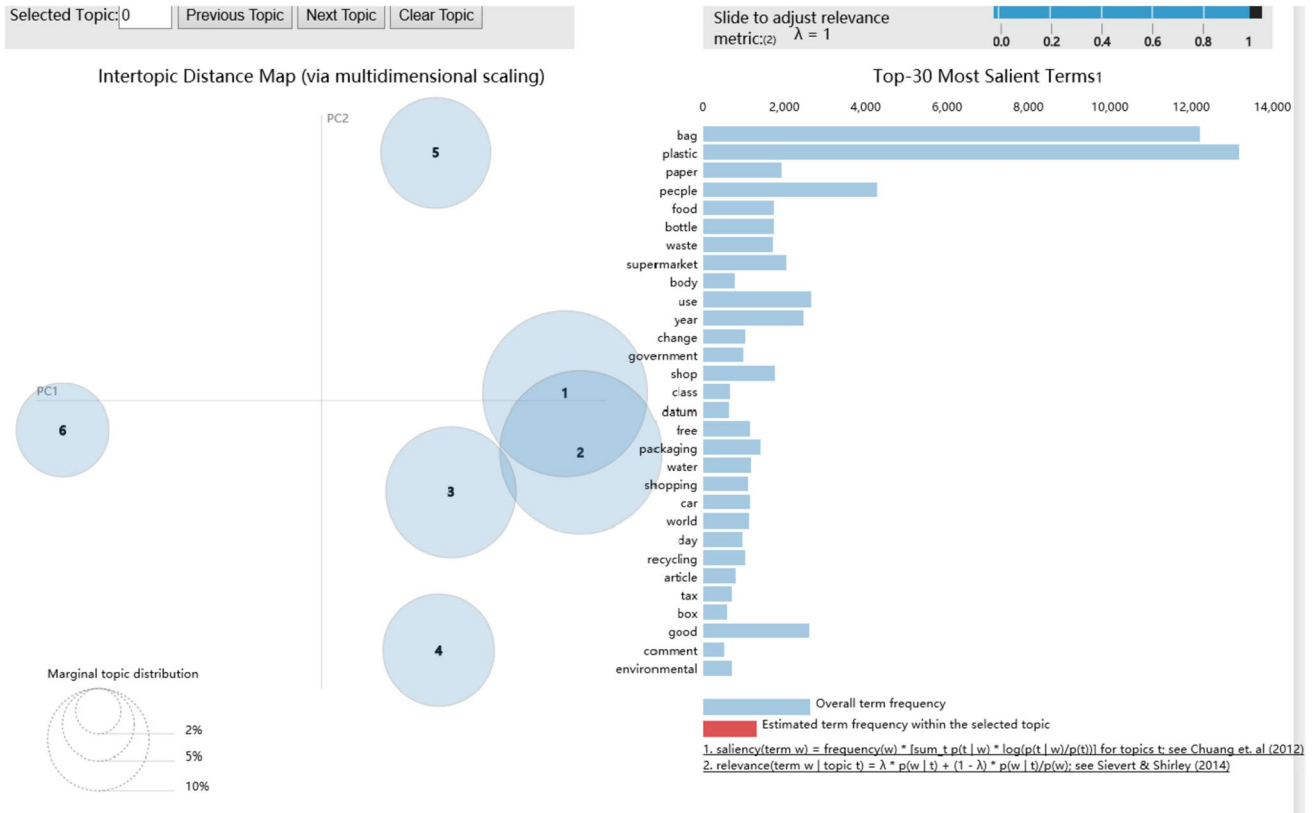 Selected Topic: 0 Previous Topic Next Topic Clear Topic
Slide to adjust relevance
metric:(2) λ = 1
0.0 0.2 0.4 0.6 0.8 1
Intertopic Distance Map (via multidimensional scaling)
PC2
5
1
PC1
6
2
3
4
Marginal topic distribution
2%
5%
10%
Top-30 Most Salient Terms1
0 2,000 4,000 6,000 8,000 10,000 12,000 14,000
bag
plastic
paper
pecple
food
bottle
waste
supermarket
body
use
year
change
government
shop
class
datum
free
packaging
water
shopping
car
world
day
recycling
article
tax
box
good
comment
environmental
Overall term frequency
Estimated term frequency within the selected topic
1. saliency(term w) = frequency(w) * [sum_t p(t | w) * log(p(t | w)/p(t))] for topics t; see Chuang et. al (2012)
2. relevance(term w | topic t) = λ * p(w | t) + (1 - λ) * p(w | t)/p(w); see Sievert & Shirley (2014)